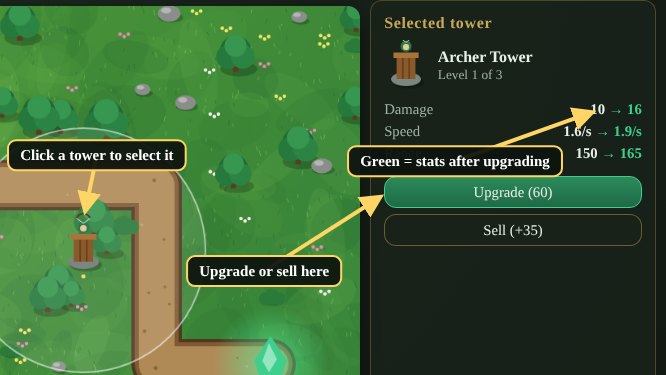 Selected tower
Archer Tower
Level 1 of 3
Damage 10 → 16
Speed 1.6/s → 1.9/s
150 → 165
Click a tower to select it
Green = stats after upgrading
Upgrade (60)
Sell (+35)
Upgrade or sell here